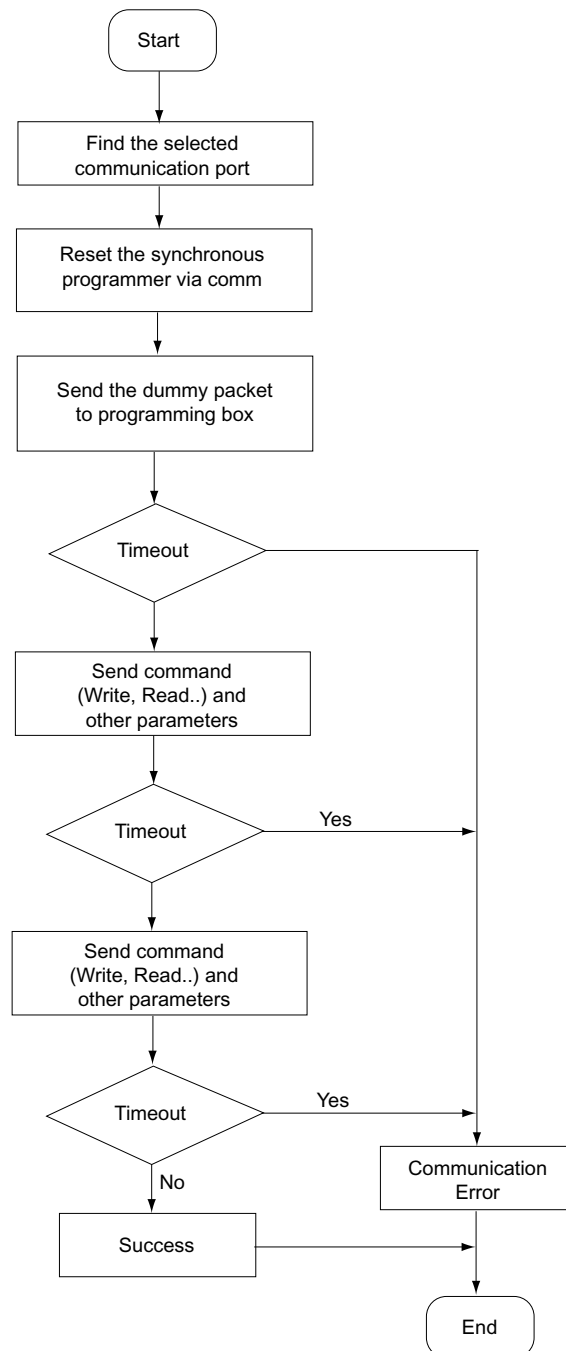 Start
Find the selected
communication port
Reset the synchronous
programmer via comm
Send the dummy packet
to programming box
Timeout
Send command
(Write, Read..) and
other parameters
Timeout
Yes
Send command
(Write, Read..) and
other parameters
Timeout
Yes
No
Communication
Error
Success
End